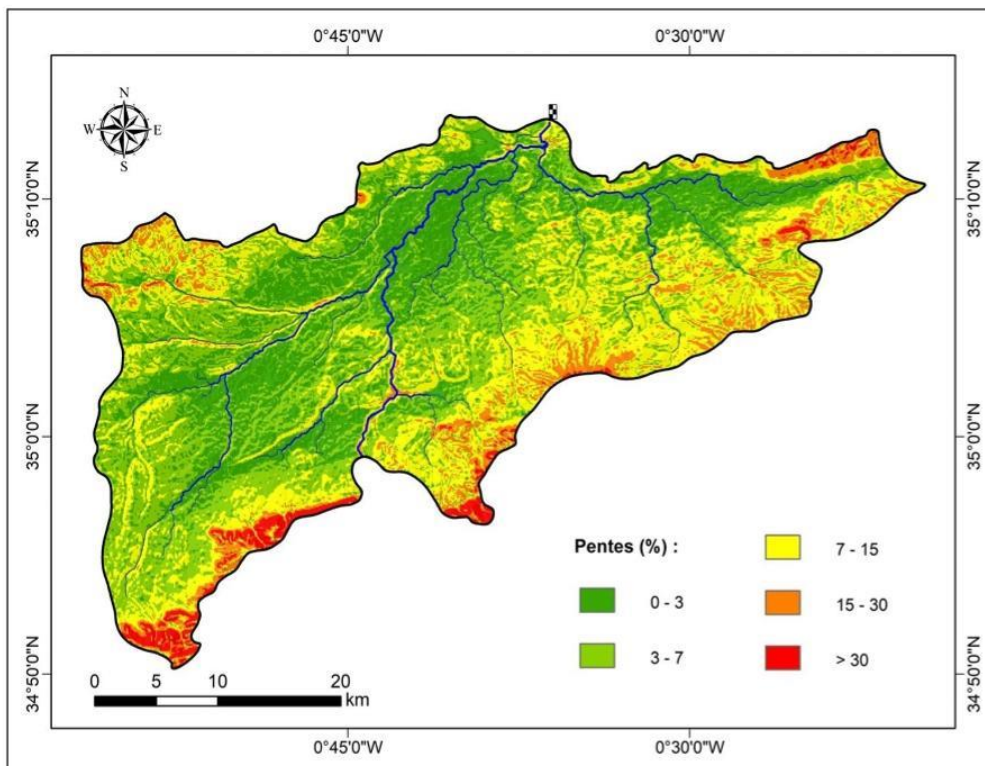 0°45'0"W 0°30'0"W
N
W E
S
35°10'0"N 35°10'0"N
35°0'0"N 35°0'0"N
Pentes (%) : 7 - 15
0 - 3 15 - 30
3 - 7 > 30
34°50'0"N 34°50'0"N
0 5 10 20
km
0°45'0"W 0°30'0"W